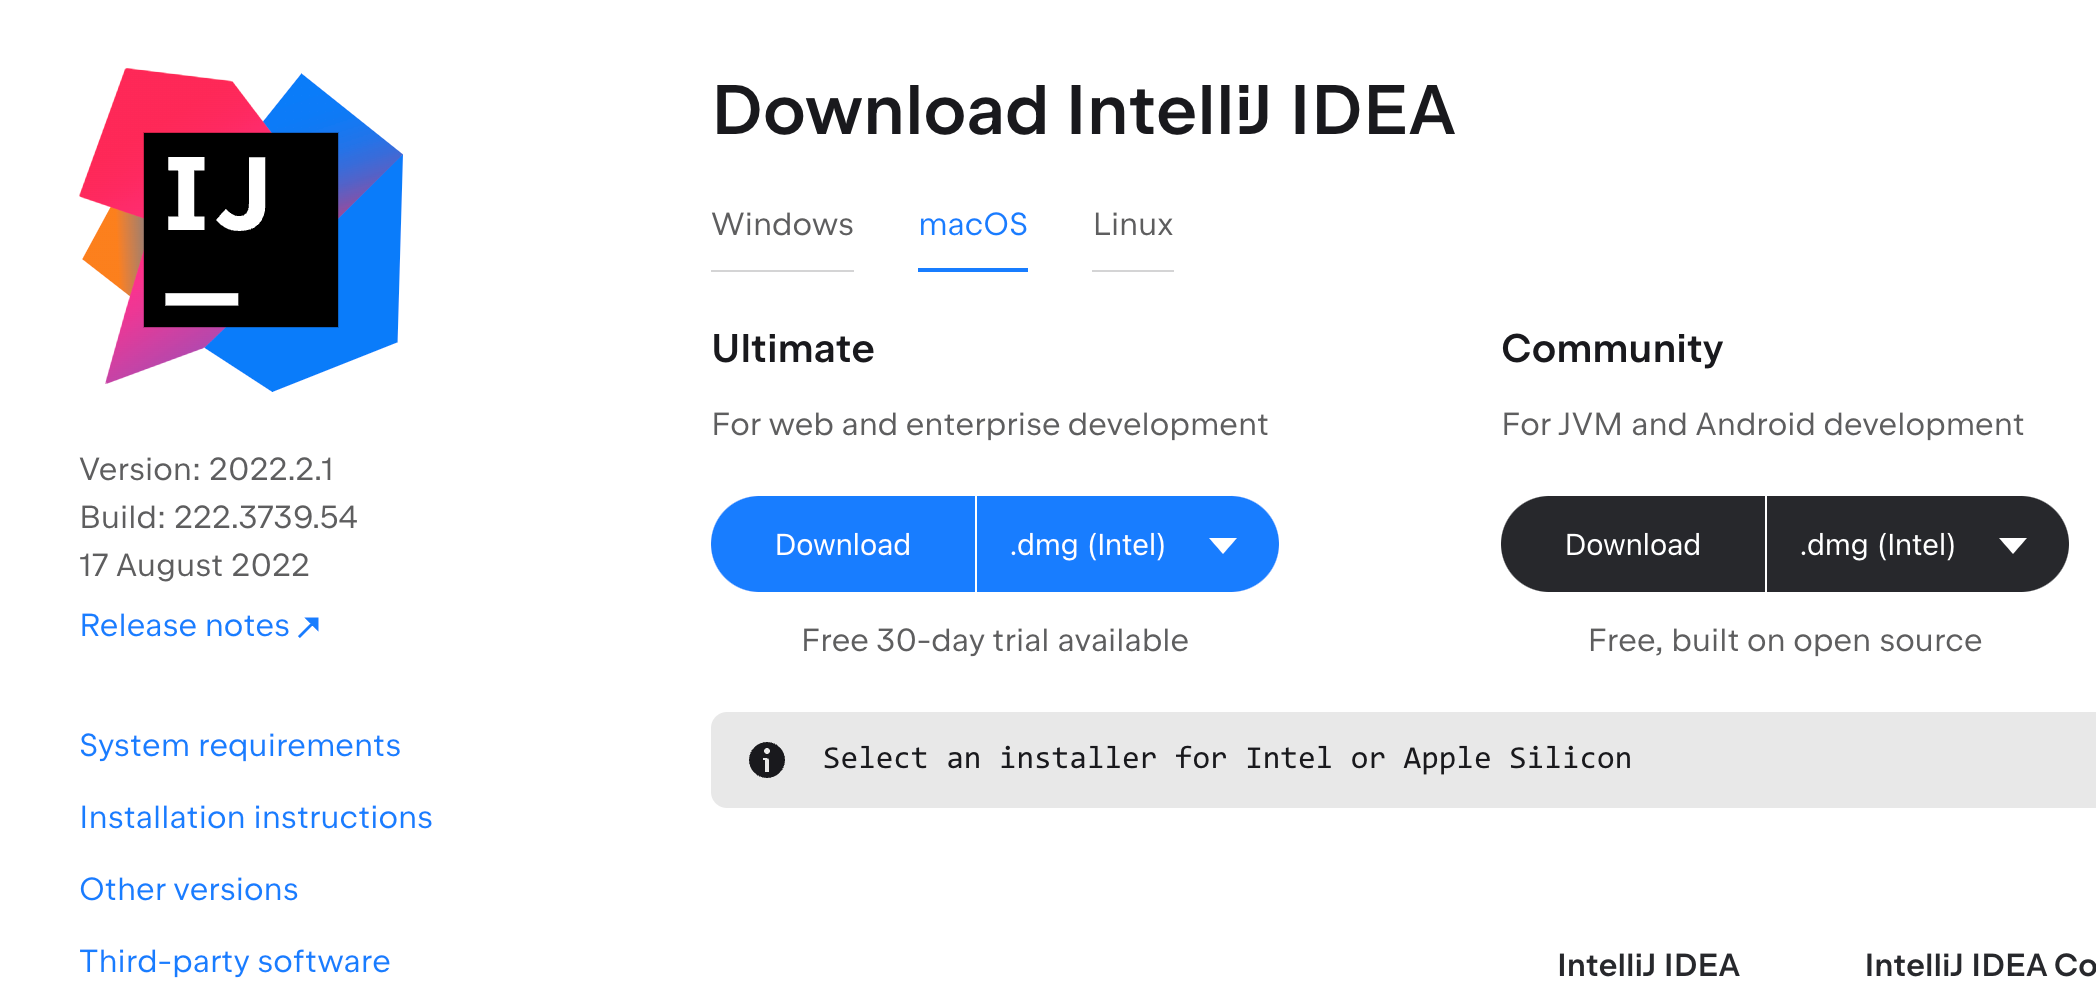 IJ
Version: 2022.2.1
Build: 222.3739.54
17 August 2022
Release notes
System requirements
Installation instructions
Other versions
Third-party software
Download IntelliJ IDEA
Windows macOS Linux
Ultimate
For web and enterprise development
Download .dmg (Intel)
Free 30-day trial available
Community
For JVM and Android development
Download .dmg (Intel)
Free, built on open source
Select an installer for Intel or Apple Silicon
IntelliJ IDEA
IntelliJ IDEA Co